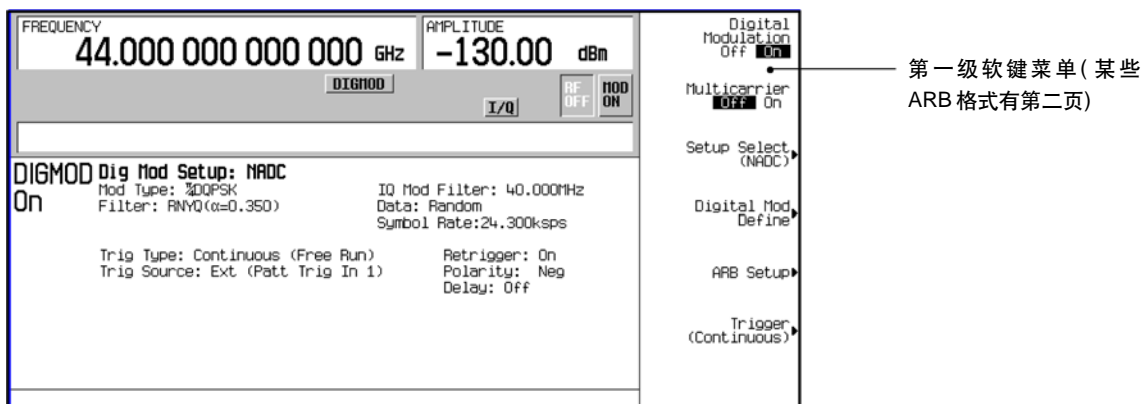 FREQUENCY
44.000 000 000 000 GHz
AMPLITUDE
-130.00 dBm
DIGMOD
I/Q
RF OFF
MOD ON
DIGMOD On
Dig Mod Setup: NADC
Mod Type: π/4DQPSK
Filter: RNYQ(α=0.350)
IQ Mod Filter: 40.000MHz
Data: Random
Symbol Rate:24.300ksps
Trig Type: Continuous (Free Run)
Trig Source: Ext (Patt Trig In 1)
Retrigger: On
Polarity: Neg
Delay: Off
Digital
Modulation
Off On
Multicarrier
Off On
Setup Select
(NADC)
Digital Mod
Define
ARB Setup
Trigger
(Continuous)
第一级软键菜单(某些
ARB 格式有第二页)